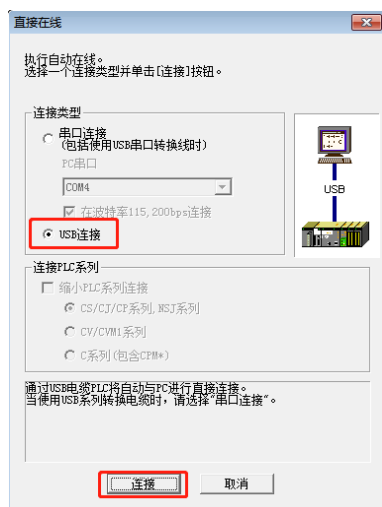 直接在线
执行自动在线。
选择一个连接类型并单击[连接]按钮。
连接类型
串口连接
(包括使用USB串口转换线时)
PC串口
COM4
在波特率115,200bps连接
USB连接
USB
连接PLC系列
缩小PLC系列连接
CS/CJ/CP系列, NSJ系列
CV/CVM1系列
C系列(包含CPM*)
通过USB电缆PLC将自动与PC进行直接连接。
当使用USB系列转换电缆时，请选择“串口连接”。
连接
取消